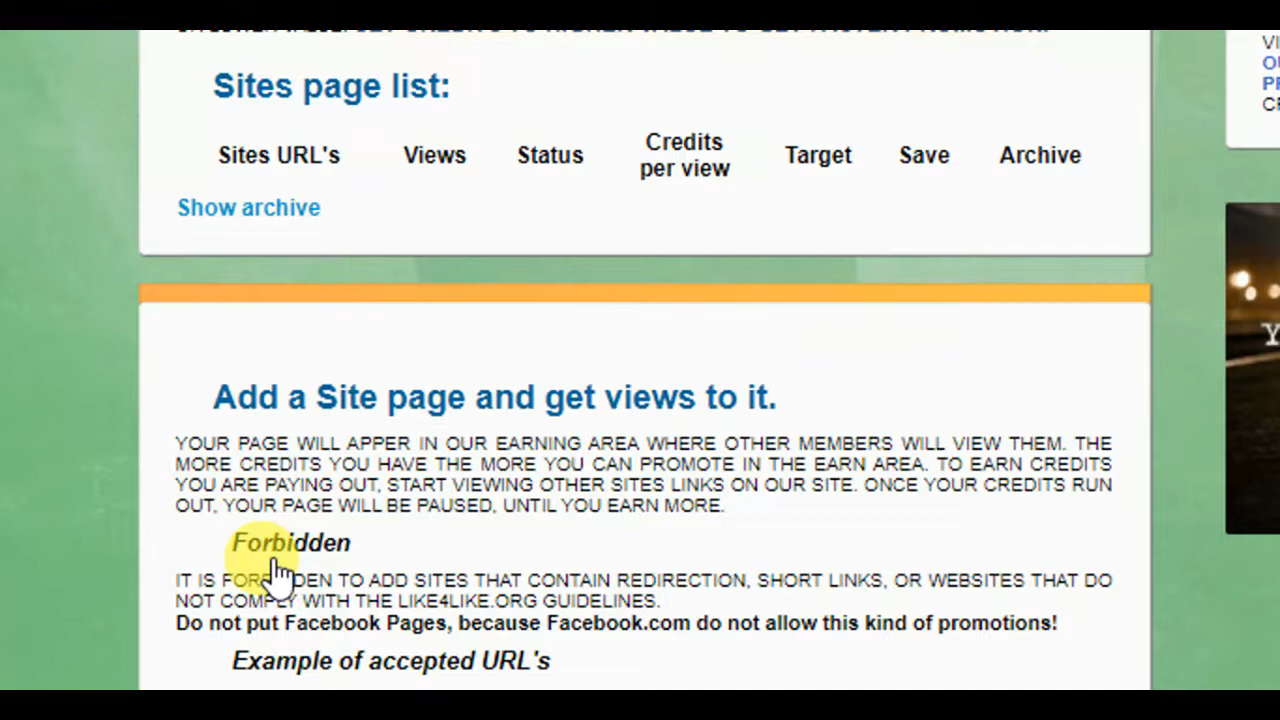 Sites page list:
Sites URL's Views Status Credits per view Target Save Archive
Show archive
Add a Site page and get views to it.
YOUR PAGE WILL APPER IN OUR EARNING AREA WHERE OTHER MEMBERS WILL VIEW THEM. THE
MORE CREDITS YOU HAVE THE MORE YOU CAN PROMOTE IN THE EARN AREA. TO EARN CREDITS
YOU ARE PAYING OUT, START VIEWING OTHER SITES LINKS ON OUR SITE. ONCE YOUR CREDITS RUN
OUT, YOUR PAGE WILL BE PAUSED, UNTIL YOU EARN MORE.
Forbidden
IT IS FORBIDDEN TO ADD SITES THAT CONTAIN REDIRECTION, SHORT LINKS, OR WEBSITES THAT DO
NOT COMPLY WITH THE LIKE4LIKE.ORG GUIDELINES.
Do not put Facebook Pages, because Facebook.com do not allow this kind of promotions!
Example of accepted URL's